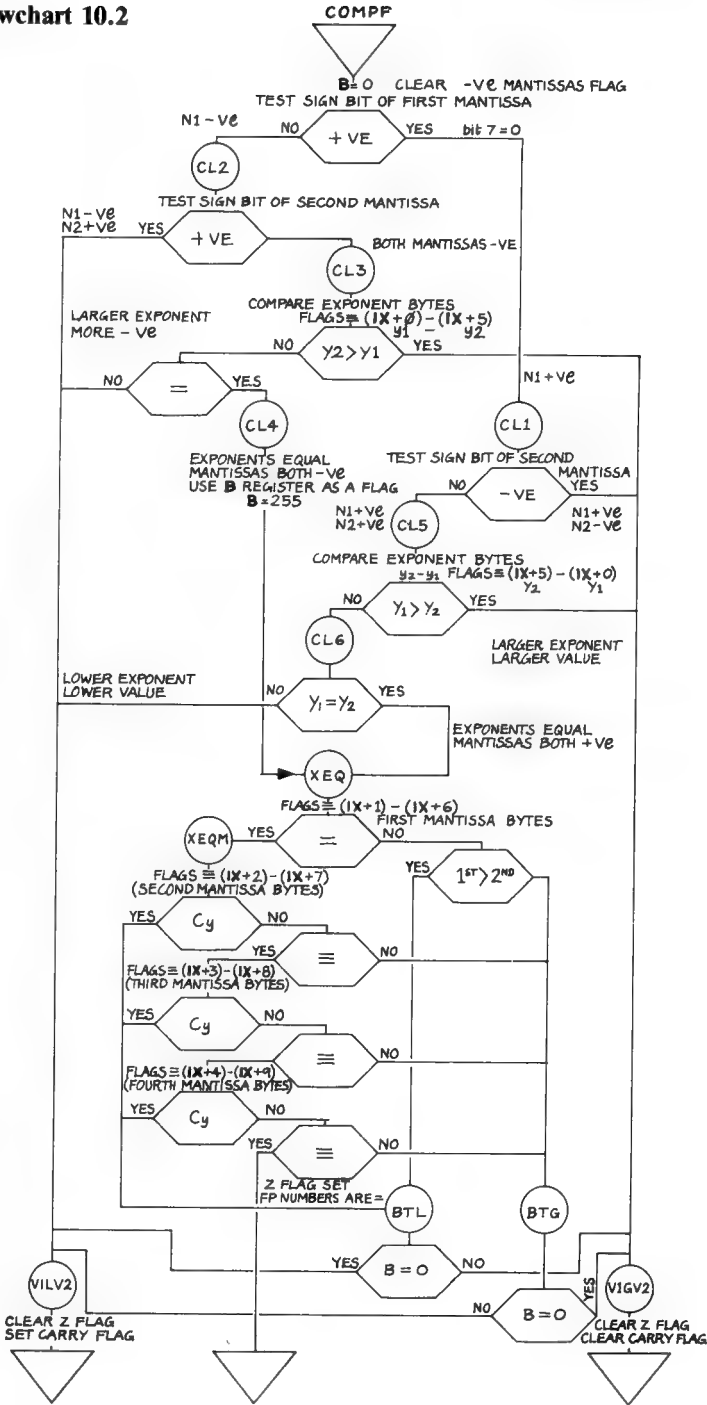 wchart 10.2
COMPF
B=0 CLEAR -VE MANTISSAS FLAG
TEST SIGN BIT OF FIRST MANTISSA
N1-VE
NO
+VE
YES
bit 7=0
CL2
TEST SIGN BIT OF SECOND MANTISSA
N1-VE
N2+VE
YES
+VE
BOTH MANTISSAS -VE
CL3
COMPARE EXPONENT BYTES
FLAGS≡(IX+0)-(IX+5)
y1 - y2
LARGER EXPONENT
MORE -VE
NO
Y2>Y1
YES
NO
=
YES
N1+VE
CL4
CL1
EXPONENTS EQUAL
MANTISSAS BOTH -VE
USE B REGISTER AS A FLAG
B=255
TEST SIGN BIT OF SECOND
MANTISSA
NO
-VE
YES
N1+VE
N2+VE
CL5
N1+VE
N2-VE
COMPARE EXPONENT BYTES
y2-y1 FLAGS≡(IX+5)-(IX+0)
Y2 Y1
NO
Y1>Y2
YES
CL6
LARGER EXPONENT
LARGER VALUE
LOWER EXPONENT
LOWER VALUE
NO
Y1=Y2
YES
EXPONENTS EQUAL
MANTISSAS BOTH +VE
XEQ
FLAGS≡(IX+1)-(IX+6)
FIRST MANTISSA BYTES
XEQM
YES
=
NO
FLAGS≡(IX+2)-(IX+7)
(SECOND MANTISSA BYTES)
YES
1ST>2ND
YES
Cy
NO
YES
≡
NO
FLAGS≡(IX+3)-(IX+8)
(THIRD MANTISSA BYTES)
YES
Cy
NO
≡
NO
FLAGS≡(IX+4)-(IX+9)
(FOURTH MANTISSA BYTES)
YES
Cy
NO
YES
≡
NO
Z FLAG SET
FP NUMBERS ARE=
BTL
BTG
YES
B=0
NO
V1LV2
NO
B=0
YES
V1GV2
CLEAR Z FLAG
SET CARRY FLAG
CLEAR Z FLAG
CLEAR CARRY FLAG